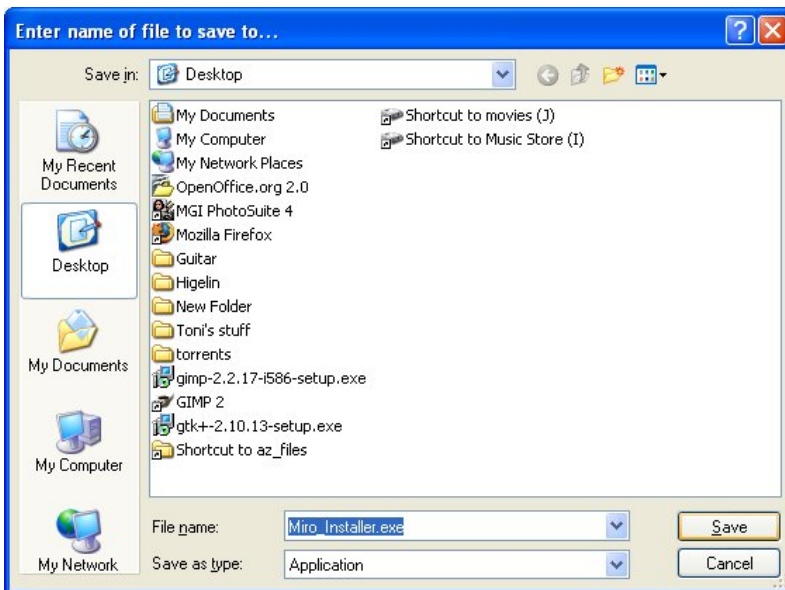 Enter name of file to save to...
Save in:
Desktop
My Recent
Documents
Desktop
My Documents
My Computer
My Network
My Documents
My Computer
My Network Places
OpenOffice.org 2.0
MGI PhotoSuite 4
Mozilla Firefox
Guitar
Higelin
New Folder
Toni's stuff
torrents
gimp-2.2.17-i586-setup.exe
GIMP 2
gtk+-2.10.13-setup.exe
Shortcut to az_files
Shortcut to movies (J)
Shortcut to Music Store (I)
File name:
Miro_Installer.exe
Save
Save as type:
Application
Cancel